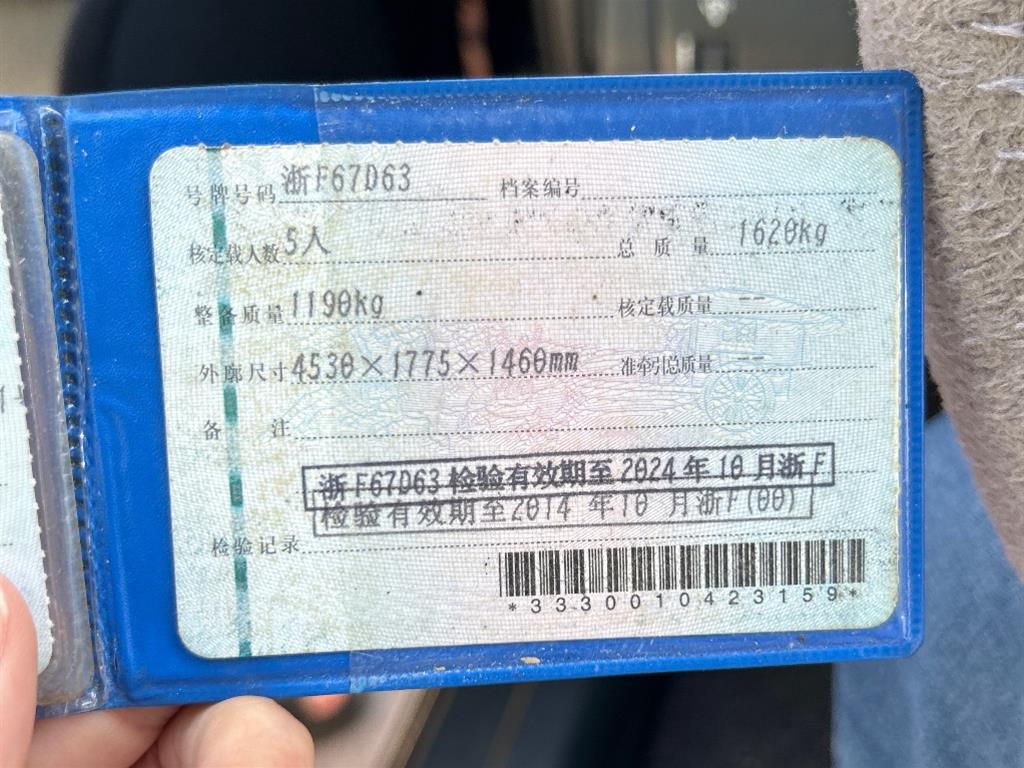 号牌号码 浙F67D63 档案编号
核定载人数 5人 总质量 1620kg
整备质量 1190kg 核定载质量 --
外廓尺寸 4530×1775×1460mm 准牵引总质量 --
备注
浙F67D63 检验有效期至2024年10月浙F
检验有效期至2014年10月浙F(00)
检验记录
*3330010423159*